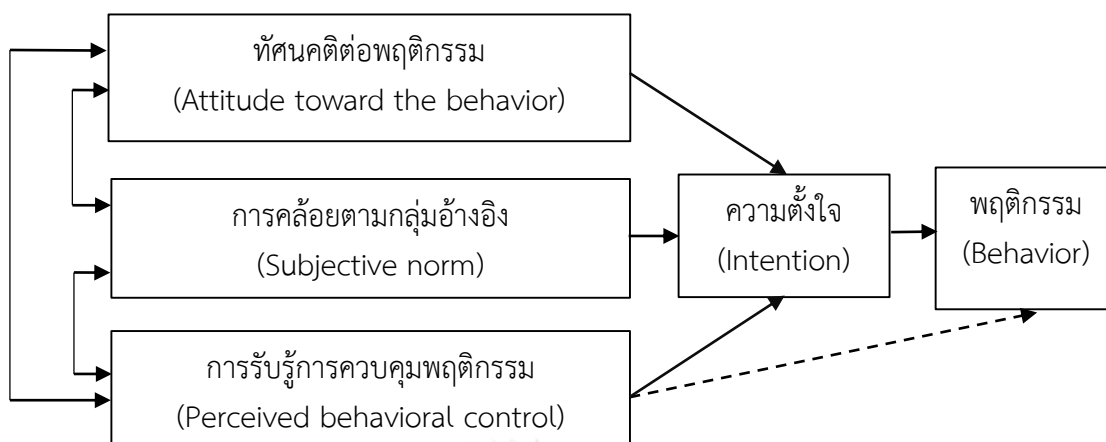 ทัศนคติต่อพฤติกรรม
(Attitude toward the behavior)
การคล้อยตามกลุ่มอ้างอิง
(Subjective norm)
การรับรู้การควบคุมพฤติกรรม
(Perceived behavioral control)
ความตั้งใจ
(Intention)
พฤติกรรม
(Behavior)